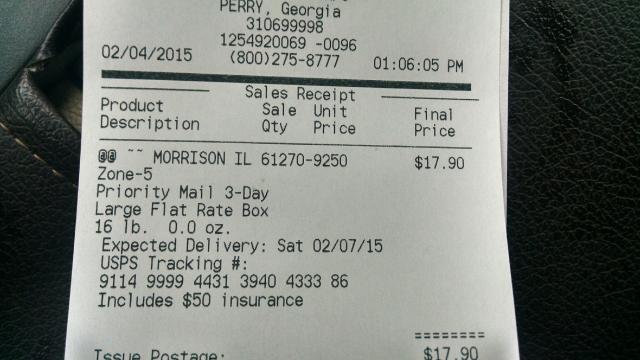 PERRY, Georgia
310699998
1254920069 -0096
02/04/2015 (800)275-8777 01:06:05 PM
Sales Receipt
Product Sale Unit Final
Description Qty Price Price
@@ ~~ MORRISON IL 61270-9250 $17.90
Zone-5
Priority Mail 3-Day
Large Flat Rate Box
16 lb. 0.0 oz.
Expected Delivery: Sat 02/07/15
USPS Tracking #:
9114 9999 4431 3940 4333 86
Includes $50 insurance
========
Issue Postage: $17.90